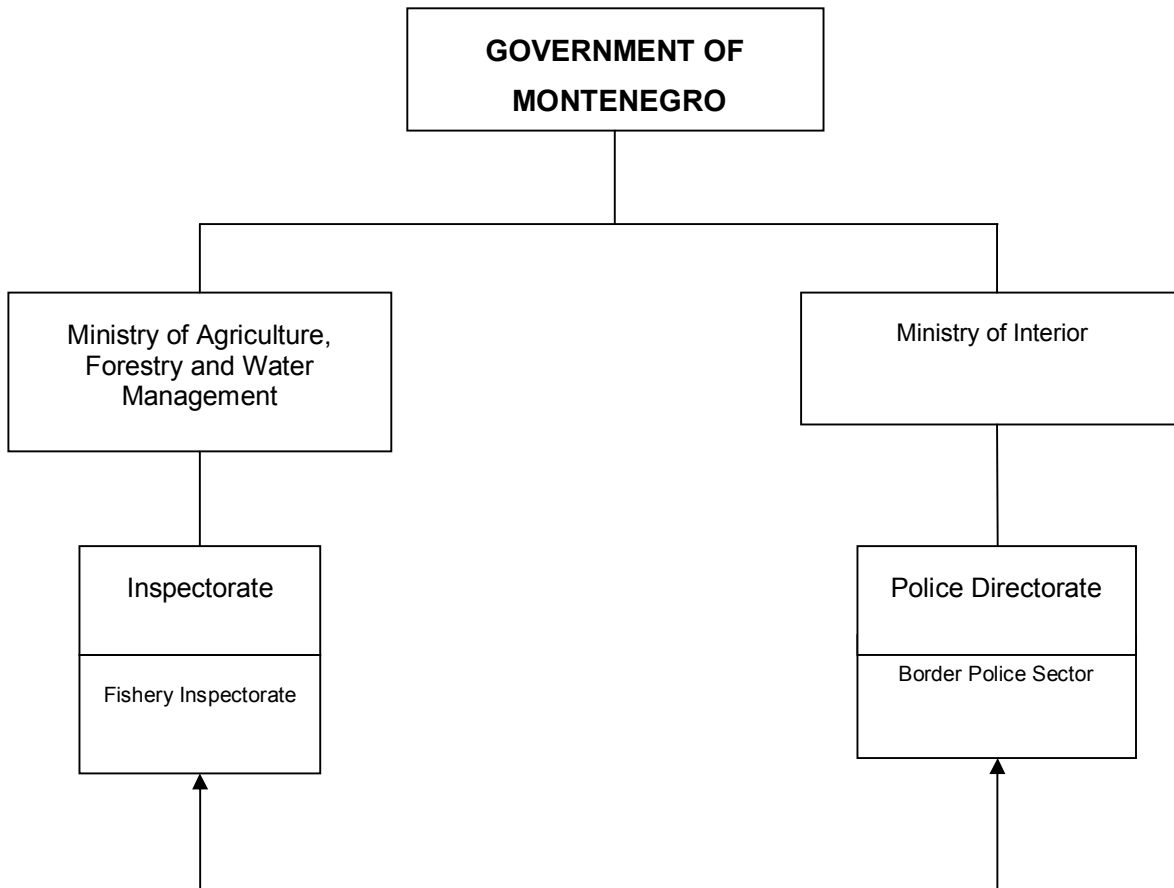 GOVERNMENT OF
MONTENEGRO
Ministry of Agriculture,
Forestry and Water
Management
Ministry of Interior
Inspectorate
Fishery Inspectorate
Police Directorate
Border Police Sector